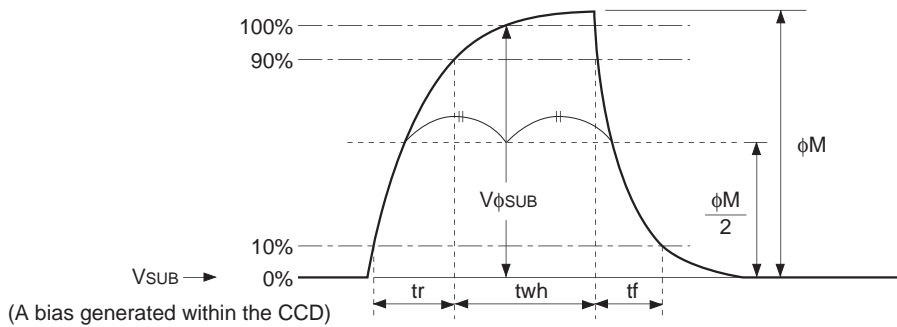 100%
90%
φM
VφSUB
φM
2
10%
VSUB
0%
tr twh tf
(A bias generated within the CCD)